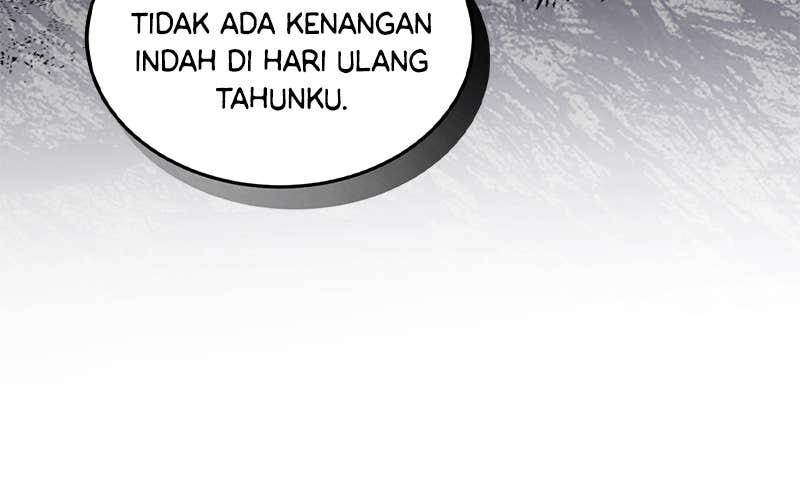 TIDAK ADA KENANGAN
INDAH DI HARI ULANG
TAHUNKU.